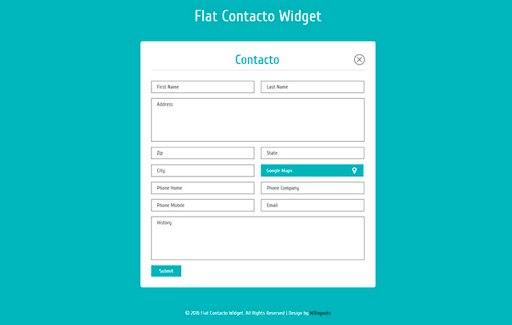 Flat Contacto Widget
Contacto
First Name
Last Name
Address
Zip
State
City
Google Maps
Phone Home
Phone Company
Phone Mobile
Email
History
Submit
© 2016 Flat Contacto Widget. All Rights Reserved | Design by W3layouts